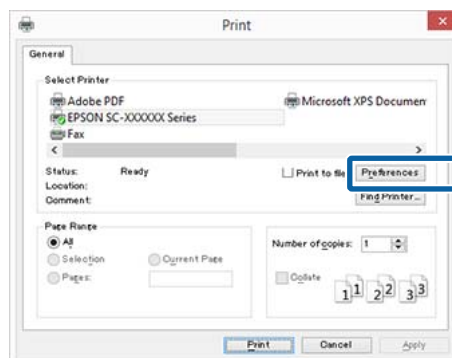 Print
General
Select Printer
Adobe PDF
Microsoft XPS Documen
EPSON SC-XXXXXX Series
Fax
Status: Ready
Print to file
Preferences
Location:
Comment:
Find Printer...
Page Range
All
Selection
Current Page
Pages:
Number of copies: 1
Collate
1 1 2 2 3 3
Print
Cancel
Apply